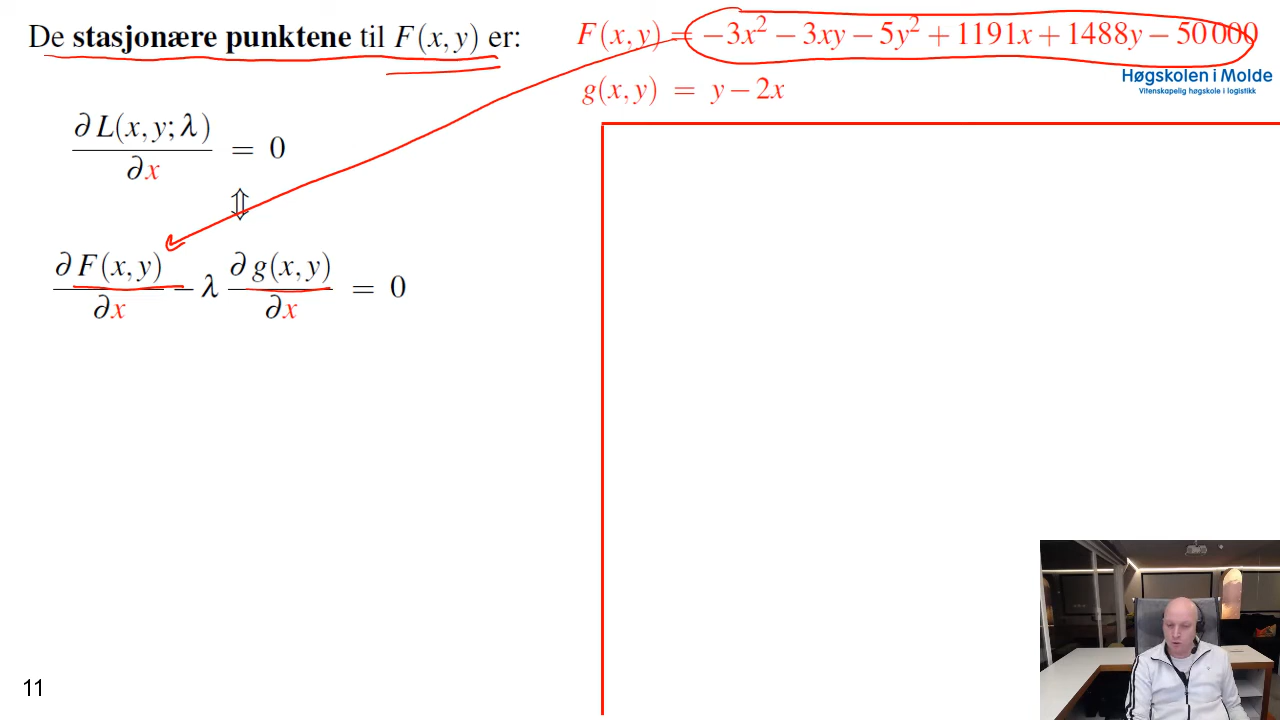 De stasjonære punktene til F(x,y) er:
F(x,y) = −3x² − 3xy − 5y² + 1191x + 1488y − 50000
g(x,y) = y − 2x
Høgskolen i Molde
Vitenskapelig høgskole i logistikk
∂L(x,y;λ)
∂x
= 0
⇕
∂F(x,y)
∂x
− λ
∂g(x,y)
∂x
= 0
11